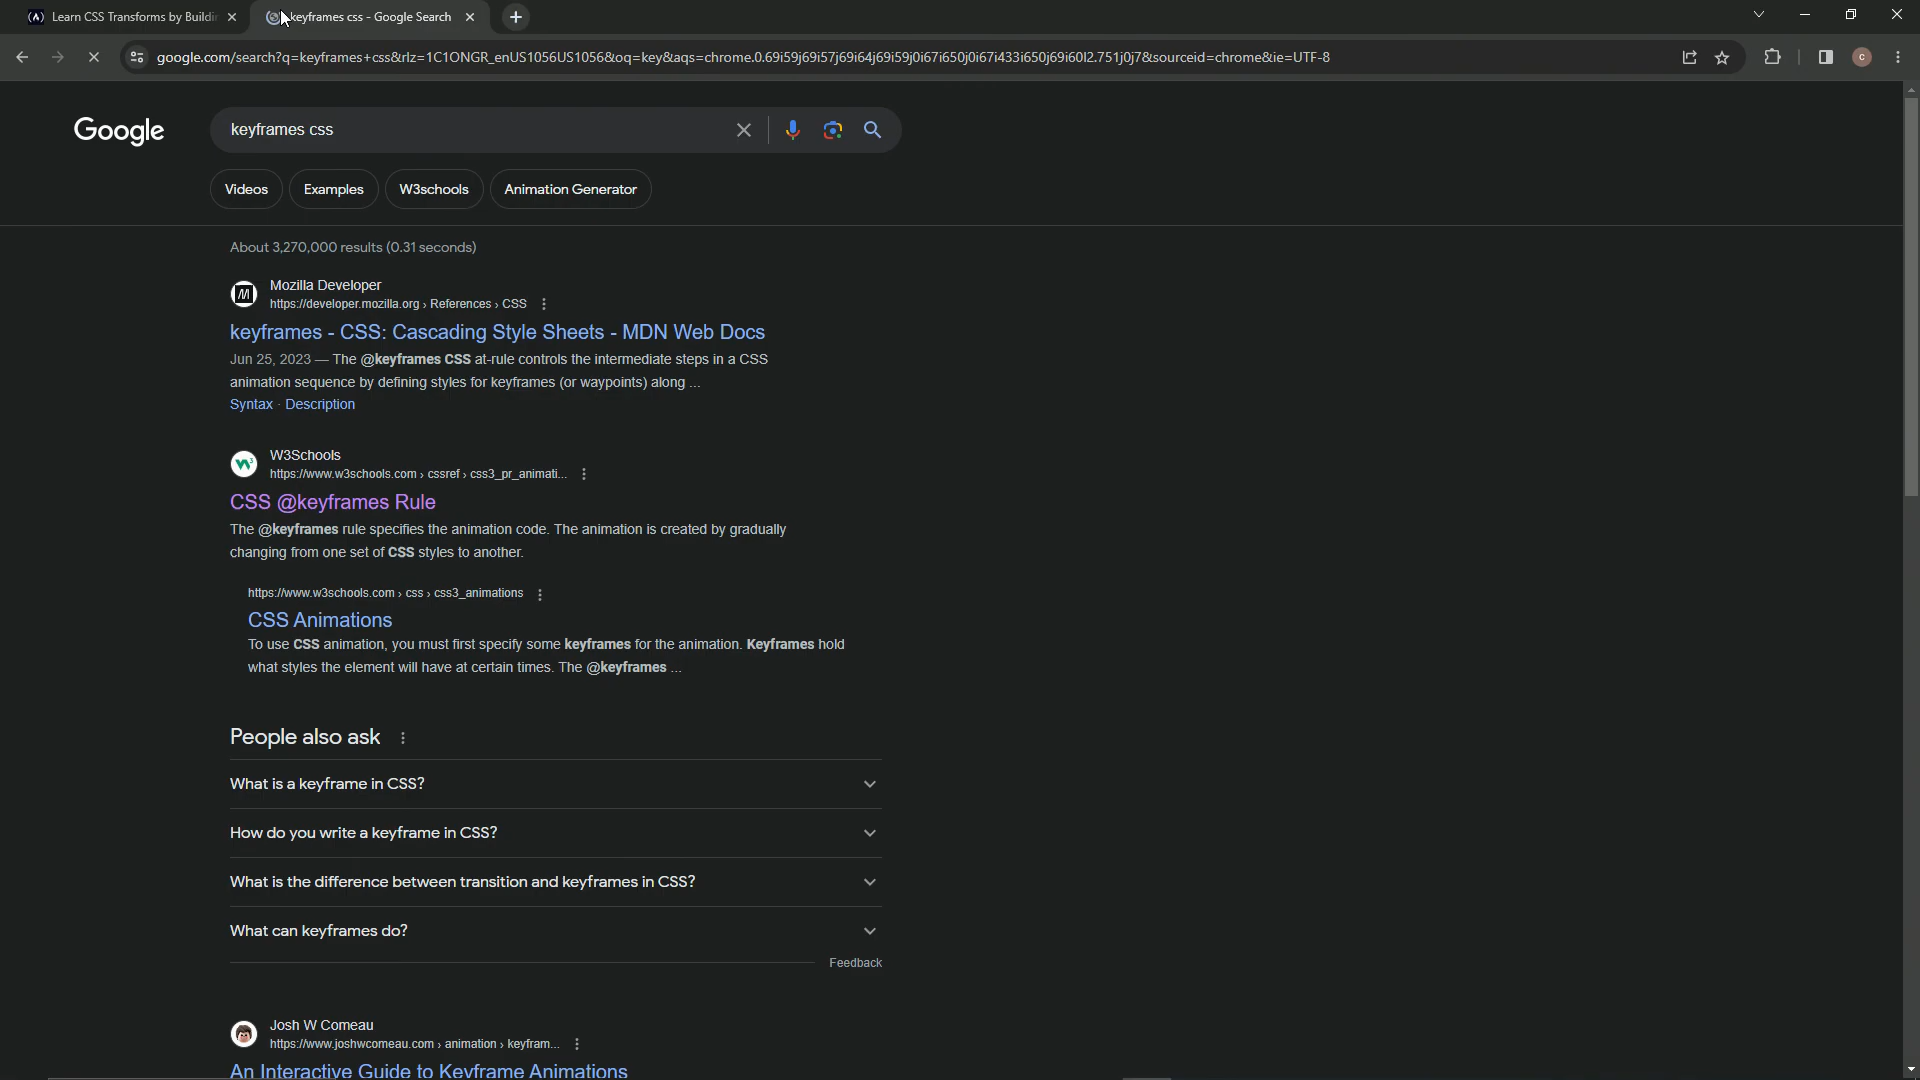 Learn CSS Transforms by Buildin
keyframes css - Google Search
google.com/search?q=keyframes+css&rlz=1C1ONGR_enUS1056US1056&oq=key&aqs=chrome.0.69i59j69i57j69i64j69i59j0i67i650j0i67i433i650j69i60l2.751j0j7&sourceid=chrome&ie=UTF-8
C
Google
keyframes css
Videos
Examples
W3schools
Animation Generator
About 3,270,000 results (0.31 seconds)
Mozilla Developer
https://developer.mozilla.org › References › CSS
keyframes - CSS: Cascading Style Sheets - MDN Web Docs
Jun 25, 2023 — The @keyframes CSS at-rule controls the intermediate steps in a CSS
animation sequence by defining styles for keyframes (or waypoints) along ...
Syntax · Description
W3Schools
https://www.w3schools.com › cssref › css3_pr_animati...
CSS @keyframes Rule
The @keyframes rule specifies the animation code. The animation is created by gradually
changing from one set of CSS styles to another.
https://www.w3schools.com › css › css3_animations
CSS Animations
To use CSS animation, you must first specify some keyframes for the animation. Keyframes hold
what styles the element will have at certain times. The @keyframes ...
People also ask
What is a keyframe in CSS?
How do you write a keyframe in CSS?
What is the difference between transition and keyframes in CSS?
What can keyframes do?
Feedback
Josh W Comeau
https://www.joshwcomeau.com › animation › keyfram...
An Interactive Guide to Keyframe Animations